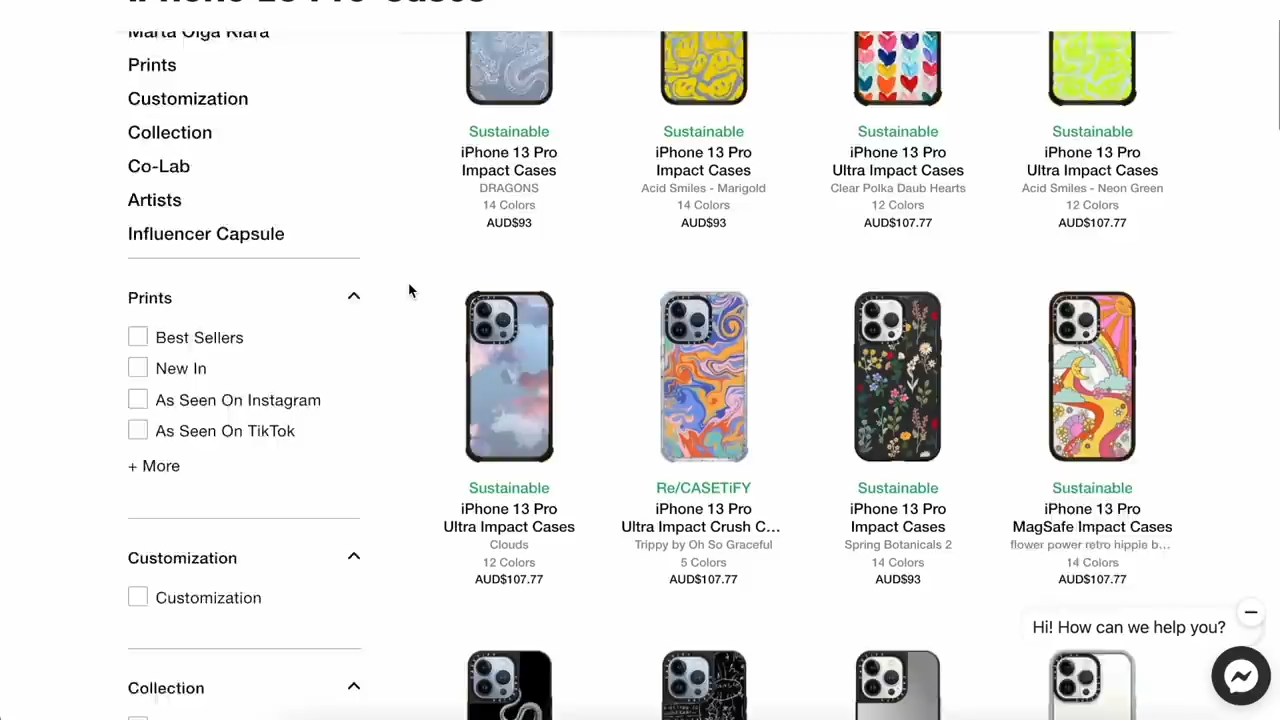 iPhone 13 Pro Cases
Marta Olga Klara
Prints
Customization
Collection
Co-Lab
Artists
Influencer Capsule
Prints
Best Sellers
New In
As Seen On Instagram
As Seen On TikTok
+ More
Customization
Customization
Collection
Sustainable
iPhone 13 Pro
Impact Cases
DRAGONS
14 Colors
AUD$93
Sustainable
iPhone 13 Pro
Impact Cases
Acid Smiles - Marigold
14 Colors
AUD$93
Sustainable
iPhone 13 Pro
Ultra Impact Cases
Clear Polka Daub Hearts
12 Colors
AUD$107.77
Sustainable
iPhone 13 Pro
Ultra Impact Cases
Acid Smiles - Neon Green
12 Colors
AUD$107.77
Sustainable
iPhone 13 Pro
Ultra Impact Cases
Clouds
12 Colors
AUD$107.77
Re/CASETiFY
iPhone 13 Pro
Ultra Impact Crush C...
Trippy by Oh So Graceful
5 Colors
AUD$107.77
Sustainable
iPhone 13 Pro
Impact Cases
Spring Botanicals 2
14 Colors
AUD$93
Sustainable
iPhone 13 Pro
MagSafe Impact Cases
flower power retro hippie b...
14 Colors
AUD$107.77
Hi! How can we help you?